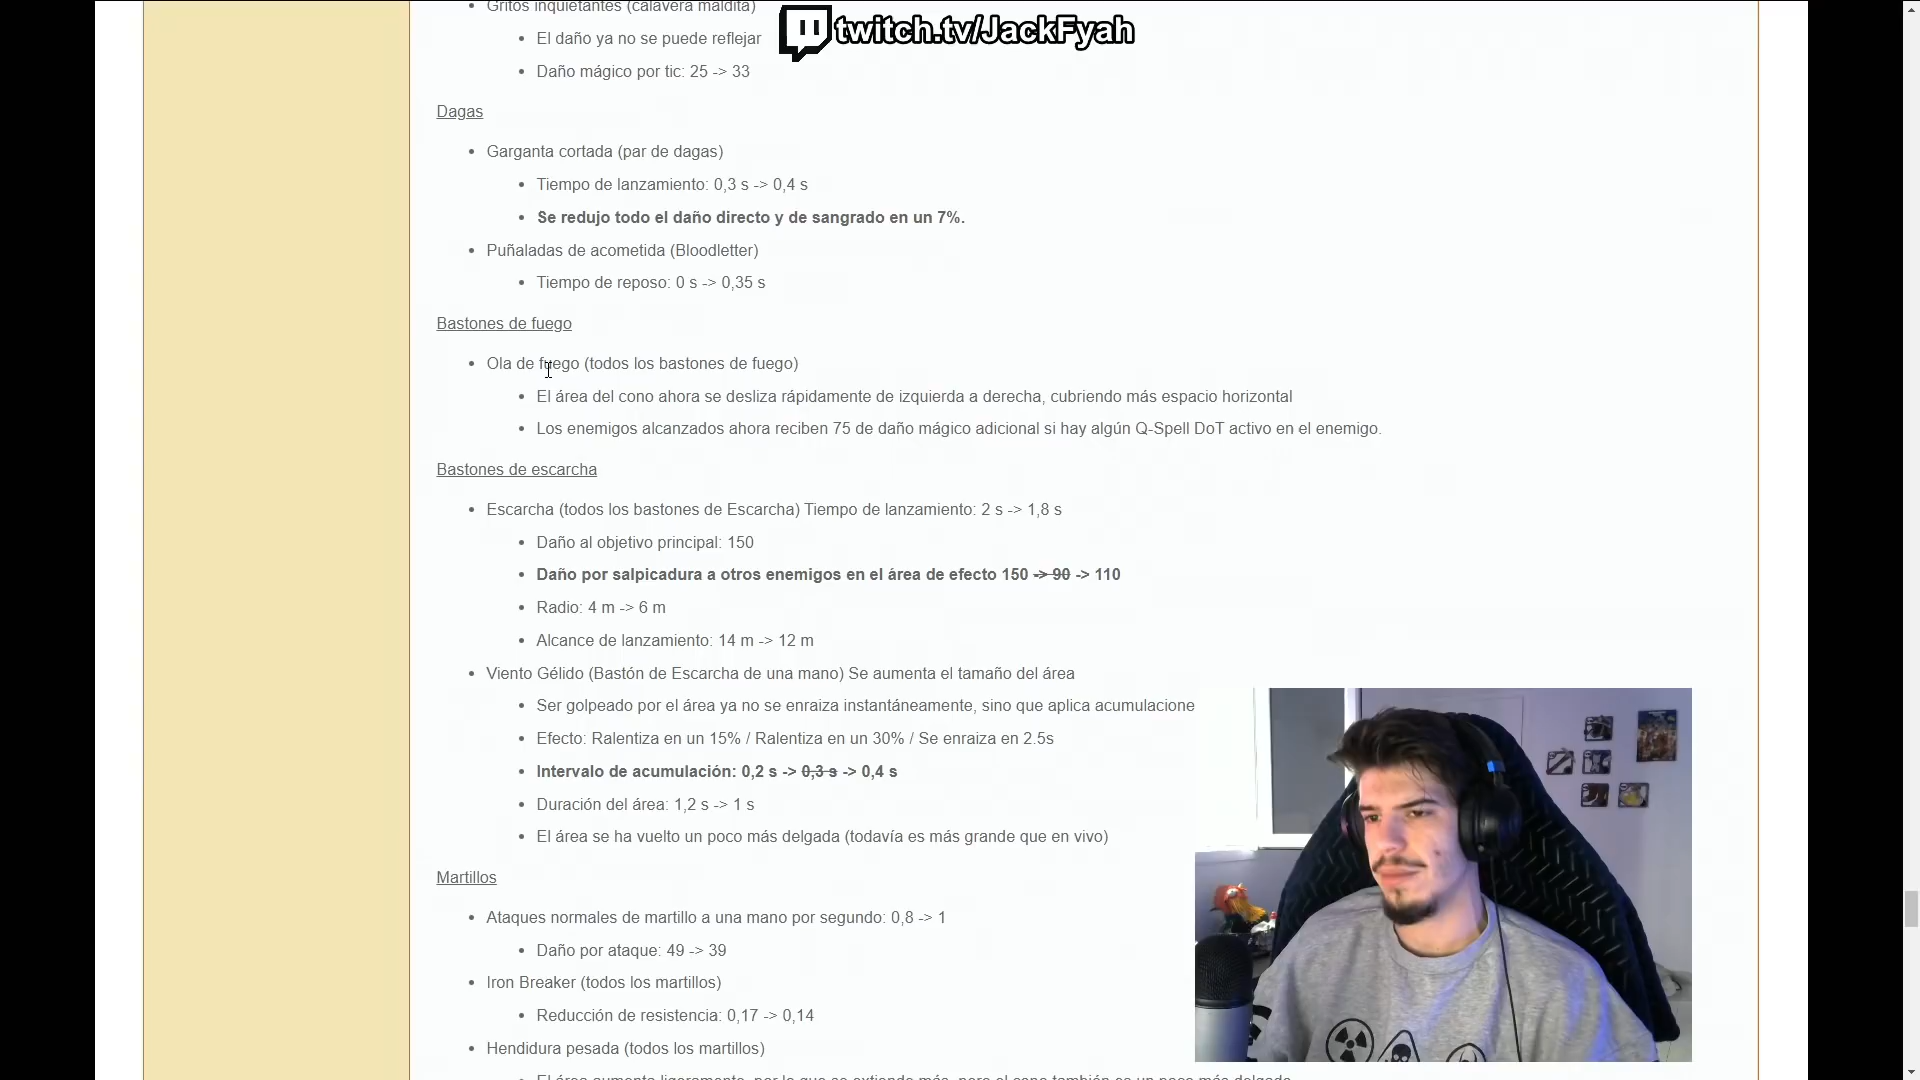 Gritos inquietantes (calavera maldita)
twitch.tv/JackFyah
El daño ya no se puede reflejar
Daño mágico por tic: 25 -> 33
Dagas
Garganta cortada (par de dagas)
Tiempo de lanzamiento: 0,3 s -> 0,4 s
Se redujo todo el daño directo y de sangrado en un 7%.
Puñaladas de acometida (Bloodletter)
Tiempo de reposo: 0 s -> 0,35 s
Bastones de fuego
Ola de fuego (todos los bastones de fuego)
El área del cono ahora se desliza rápidamente de izquierda a derecha, cubriendo más espacio horizontal
Los enemigos alcanzados ahora reciben 75 de daño mágico adicional si hay algún Q-Spell DoT activo en el enemigo.
Bastones de escarcha
Escarcha (todos los bastones de Escarcha) Tiempo de lanzamiento: 2 s -> 1,8 s
Daño al objetivo principal: 150
Daño por salpicadura a otros enemigos en el área de efecto 150 -> 90 -> 110
Radio: 4 m -> 6 m
Alcance de lanzamiento: 14 m -> 12 m
Viento Gélido (Bastón de Escarcha de una mano) Se aumenta el tamaño del área
Ser golpeado por el área ya no se enraiza instantáneamente, sino que aplica acumulacione
Efecto: Ralentiza en un 15% / Ralentiza en un 30% / Se enraiza en 2.5s
Intervalo de acumulación: 0,2 s -> 0,3 s -> 0,4 s
Duración del área: 1,2 s -> 1 s
El área se ha vuelto un poco más delgada (todavía es más grande que en vivo)
Martillos
Ataques normales de martillo a una mano por segundo: 0,8 -> 1
Daño por ataque: 49 -> 39
Iron Breaker (todos los martillos)
Reducción de resistencia: 0,17 -> 0,14
Hendidura pesada (todos los martillos)